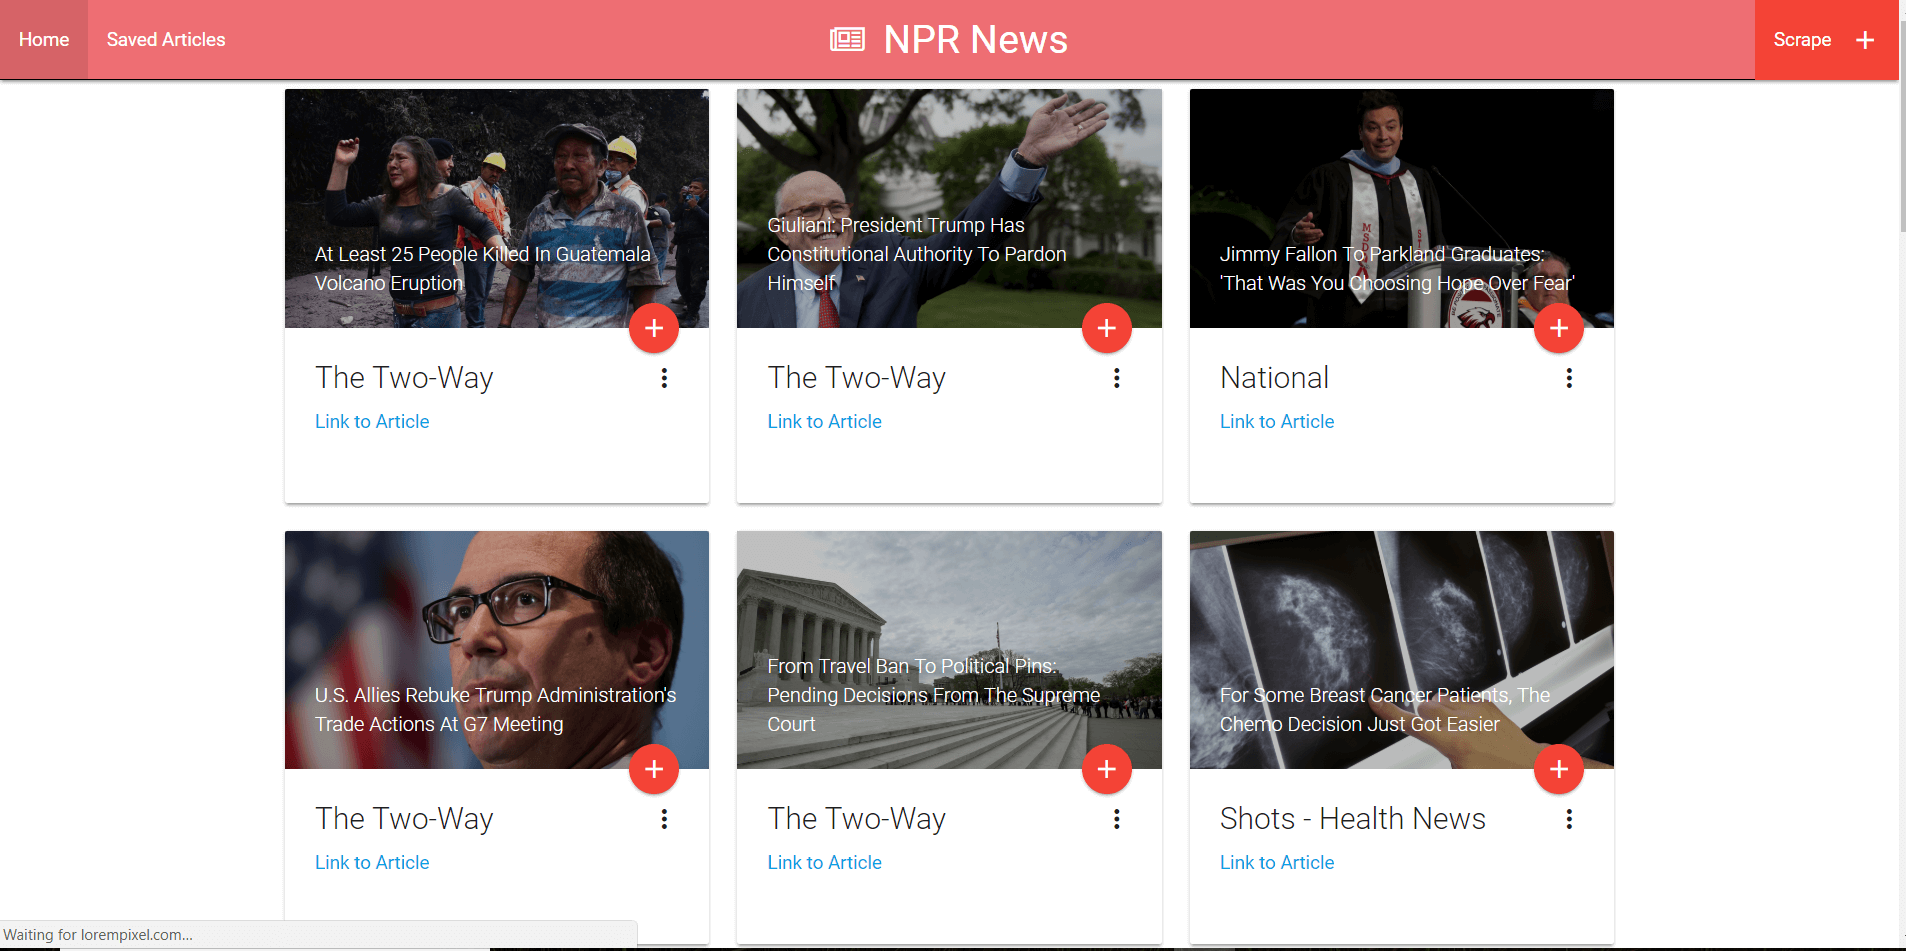 Home
Saved Articles
NPR News
Scrape
At Least 25 People Killed In Guatemala
Volcano Eruption
The Two-Way
Link to Article
Giuliani: President Trump Has
Constitutional Authority To Pardon
Himself
The Two-Way
Link to Article
Jimmy Fallon To Parkland Graduates:
'That Was You Choosing Hope Over Fear'
National
Link to Article
U.S. Allies Rebuke Trump Administration's
Trade Actions At G7 Meeting
The Two-Way
Link to Article
From Travel Ban To Political Pins:
Pending Decisions From The Supreme
Court
The Two-Way
Link to Article
For Some Breast Cancer Patients, The
Chemo Decision Just Got Easier
Shots - Health News
Link to Article
Waiting for lorempixel.com...